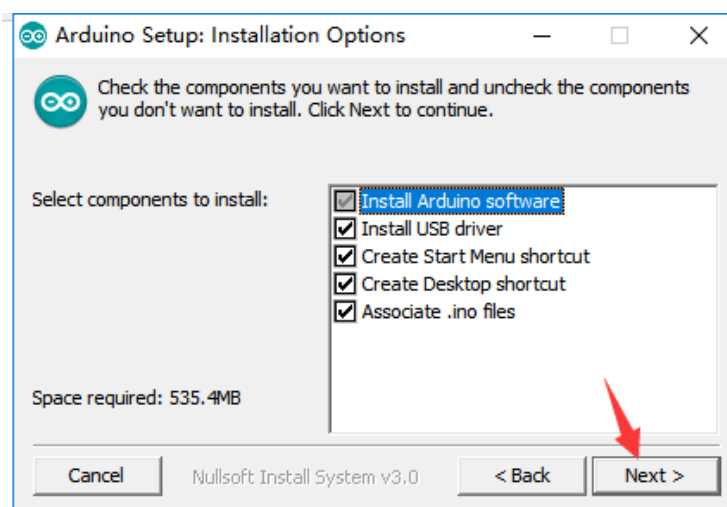 Arduino Setup: Installation Options
Check the components you want to install and uncheck the components
you don't want to install. Click Next to continue.
Select components to install:
Install Arduino software
Install USB driver
Create Start Menu shortcut
Create Desktop shortcut
Associate .ino files
Space required: 535.4MB
Cancel
Nullsoft Install System v3.0
< Back
Next >